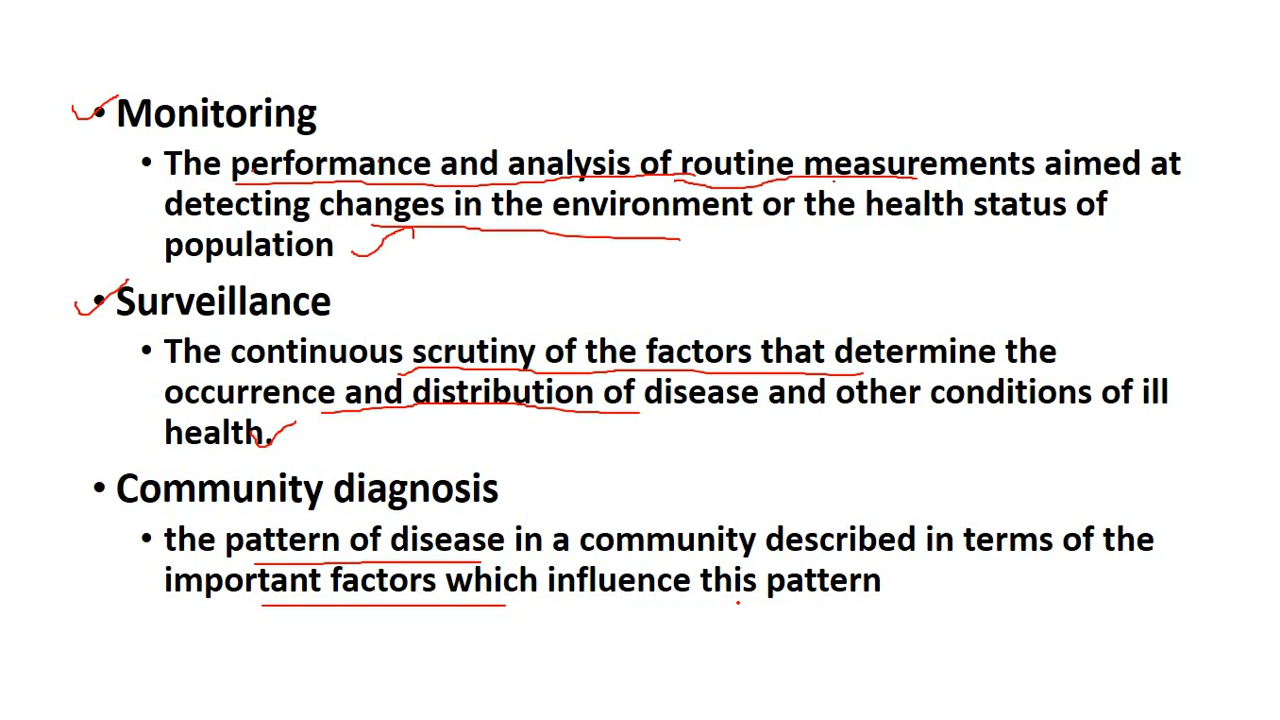 • Monitoring
• The performance and analysis of routine measurements aimed at
detecting changes in the environment or the health status of
population
• Surveillance
• The continuous scrutiny of the factors that determine the
occurrence and distribution of disease and other conditions of ill
health.
• Community diagnosis
• the pattern of disease in a community described in terms of the
important factors which influence this pattern